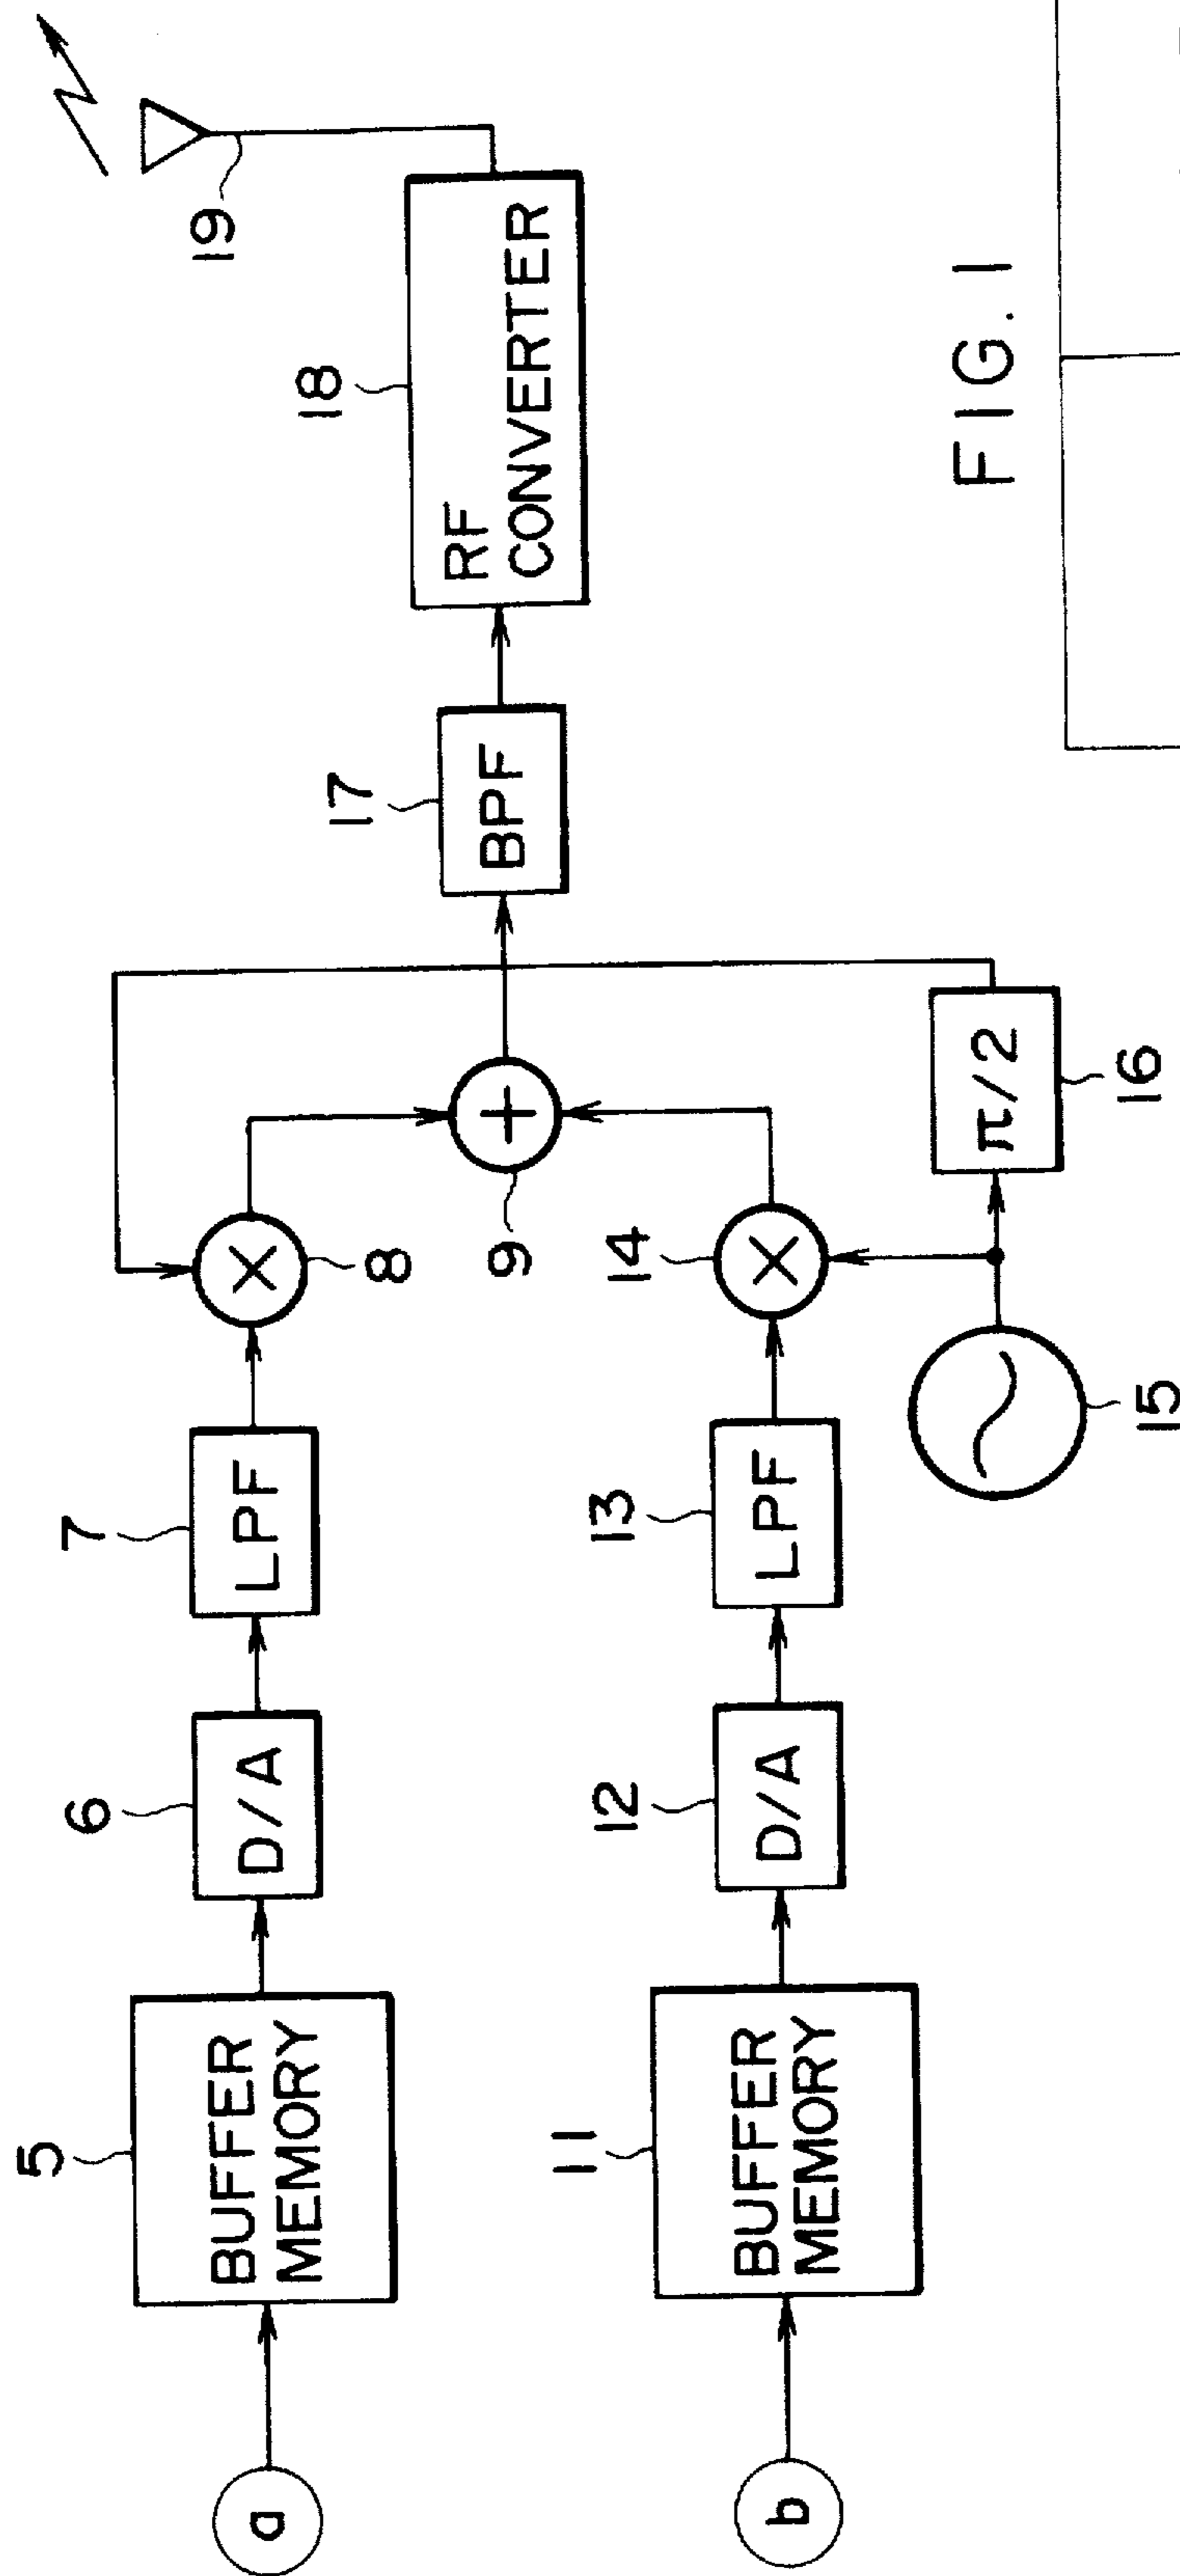 19
18
RF
CONVERTER
17
BPF
8
9
14
π/2
16
7
LPF
13
LPF
15
6
D/A
12
D/A
5
BUFFER
MEMORY
11
BUFFER
MEMORY
a
b
FIG. 1